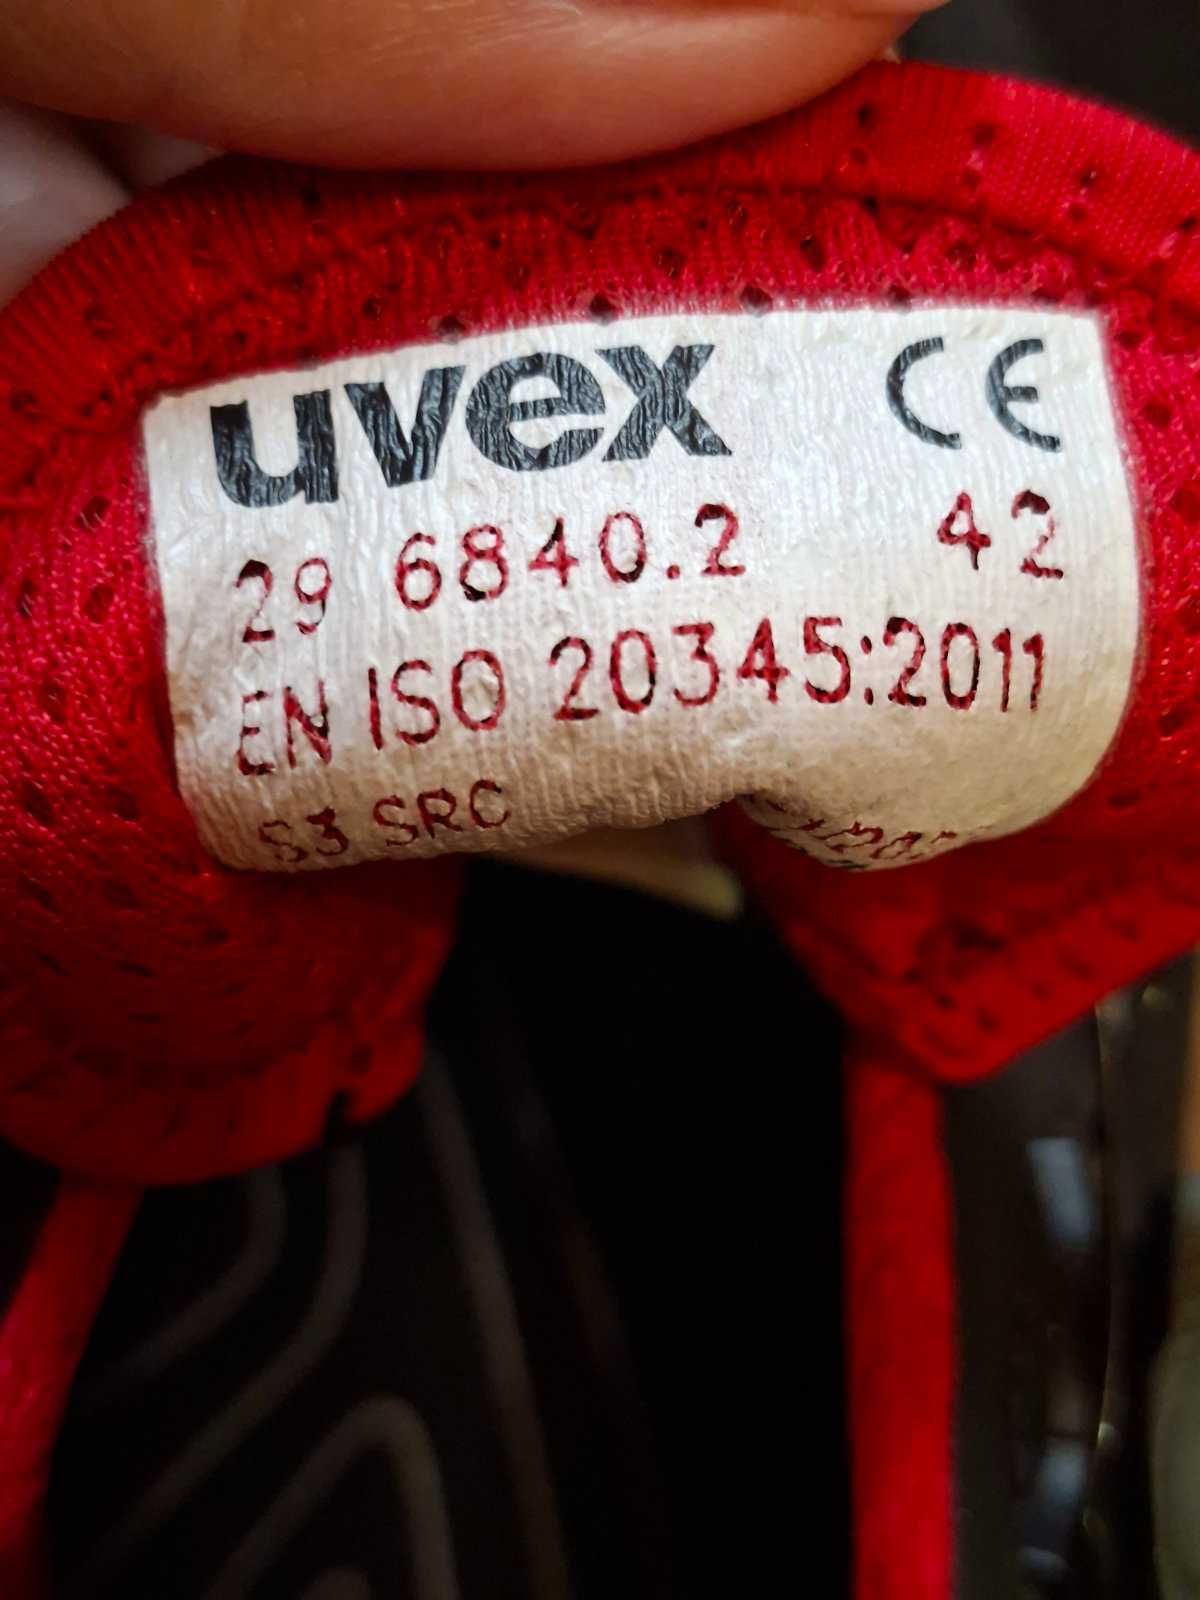 uvex CE
29 6840.2 42
EN ISO 20345:2011
S3 SRC